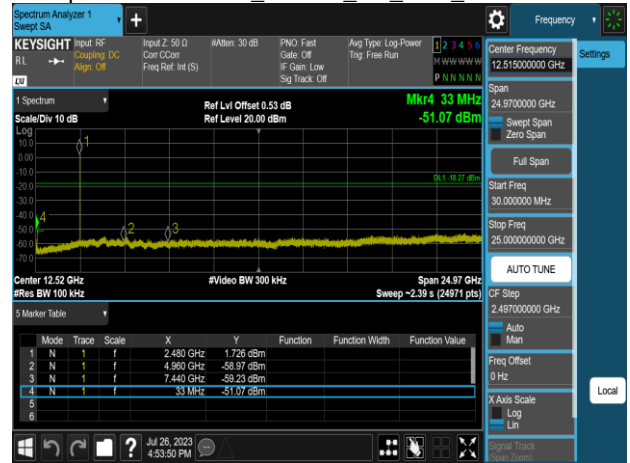 Spectrum Analyzer 1
Swept SA
Frequency
KEYSIGHT
RL
LXI
Input: RF
Coupling: DC
Align: Off
Input Z: 50 Ω
Corr CCorr
Freq Ref: Int (S)
#Atten: 30 dB
PNO: Fast
Gate: Off
IF Gain: Low
Sig Track: Off
Avg Type: Log-Power
Trig: Free Run
1 2 3 4 5 6
M W W W W W
P N N N N N
Center Frequency
12.515000000 GHz
Settings
Span
24.9700000 GHz
Swept Span
Zero Span
Full Span
Start Freq
30.000000 MHz
Stop Freq
25.000000000 GHz
AUTO TUNE
CF Step
2.497000000 GHz
Auto
Man
Freq Offset
0 Hz
X Axis Scale
Log
Lin
Local
Signal Track
(Span Zoom)
1 Spectrum
Scale/Div 10 dB
Ref Lvl Offset 0.53 dB
Ref Level 20.00 dBm
Mkr4 33 MHz
-51.07 dBm
Log
10.0
0.00
-10.0
-20.0
-30.0
-40.0
-50.0
-60.0
-70.0
1
2
3
4
DL1 -18.27 dBm
Center 12.52 GHz
#Res BW 100 kHz
#Video BW 300 kHz
Span 24.97 GHz
Sweep ~2.39 s (24971 pts)
5 Marker Table
Mode Trace Scale X Y Function Function Width Function Value
1 N 1 f 2.480 GHz 1.726 dBm
2 N 1 f 4.960 GHz -58.97 dBm
3 N 1 f 7.440 GHz -59.23 dBm
4 N 1 f 33 MHz -51.07 dBm
5
6
Jul 26, 2023
4:53:50 PM